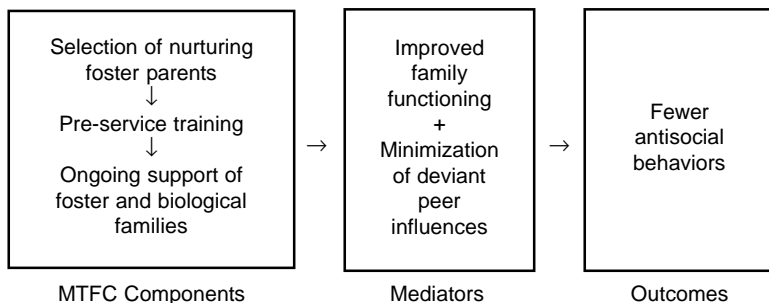 Selection of nurturing
foster parents
↓
Pre-service training
↓
Ongoing support of
foster and biological
families
→
Improved
family
functioning
+
Minimization
of deviant
peer
influences
→
Fewer
antisocial
behaviors
MTFC Components
Mediators
Outcomes